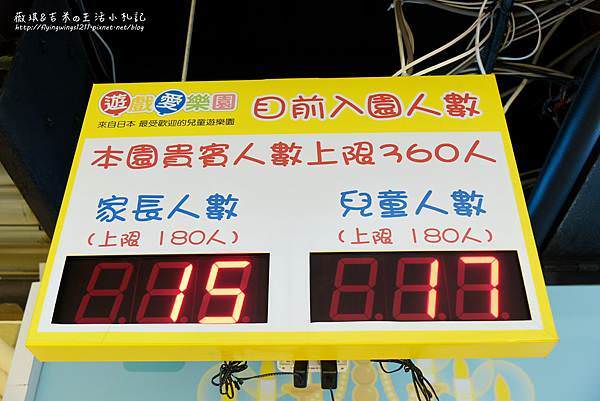 薇琪&吉米の王活小札記
http://flyingwings1211.pixnet.net/blog
遊戲愛樂園 目前入園人數
來自日本 最受歡迎的兒童遊樂園
本園貴賓人數上限360人
家長人數 兒童人數
(上限 180人) (上限 180人)
15 17